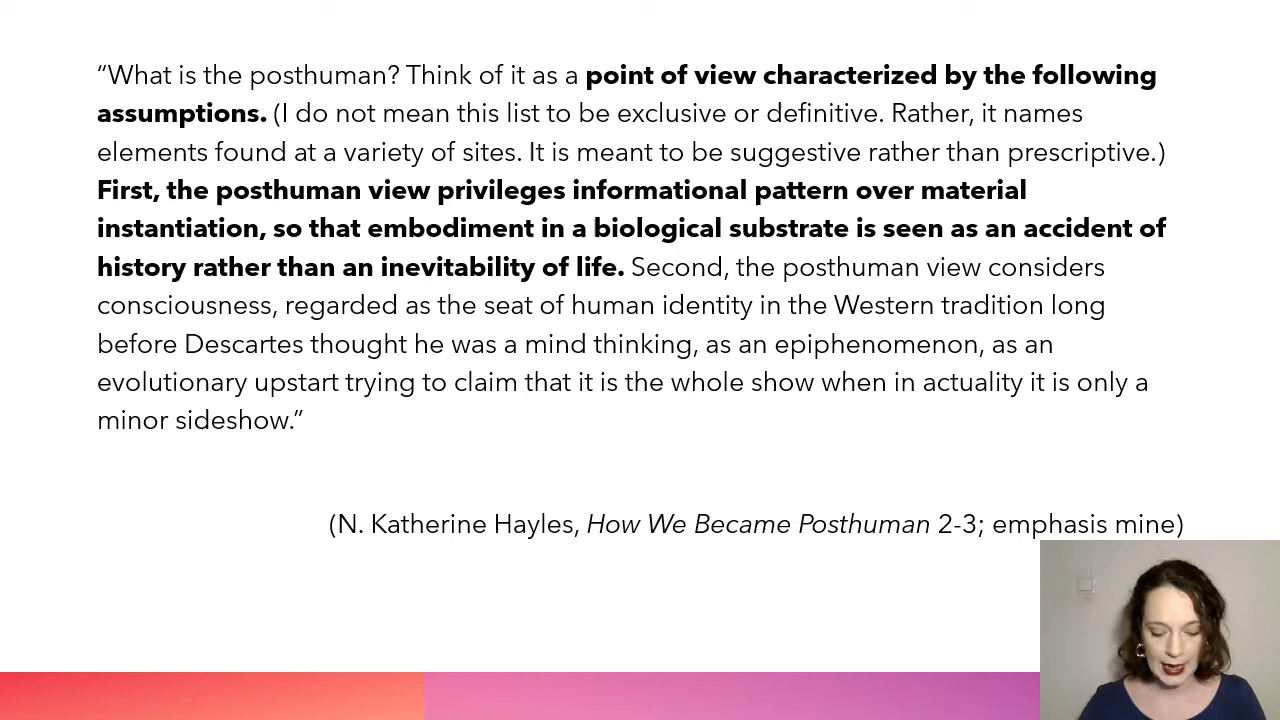 “What is the posthuman? Think of it as a point of view characterized by the following
assumptions. (I do not mean this list to be exclusive or definitive. Rather, it names
elements found at a variety of sites. It is meant to be suggestive rather than prescriptive.)
First, the posthuman view privileges informational pattern over material
instantiation, so that embodiment in a biological substrate is seen as an accident of
history rather than an inevitability of life. Second, the posthuman view considers
consciousness, regarded as the seat of human identity in the Western tradition long
before Descartes thought he was a mind thinking, as an epiphenomenon, as an
evolutionary upstart trying to claim that it is the whole show when in actuality it is only a
minor sideshow.”
(N. Katherine Hayles, How We Became Posthuman 2-3; emphasis mine)